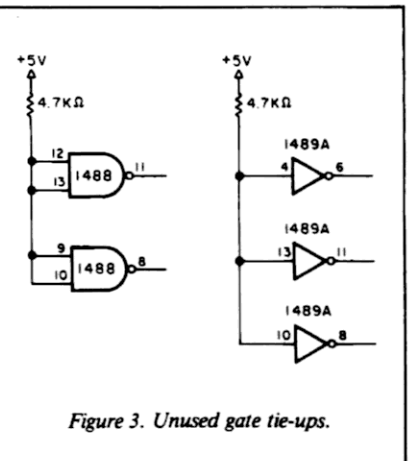 +5V
4.7KΩ
12
13
1488
11
9
10
1488
8
+5V
4.7KΩ
1489A
4
6
1489A
13
11
1489A
10
8
Figure 3. Unused gate tie-ups.